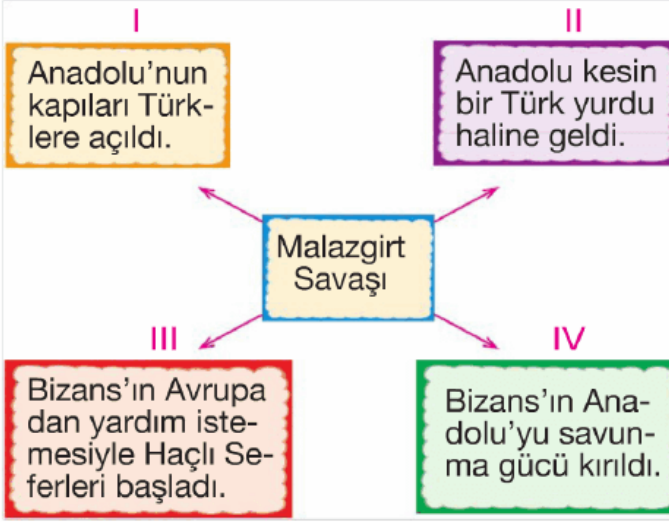 I
Anadolu'nun
kapıları Türk-
lere açıldı.
II
Anadolu kesin
bir Türk yurdu
haline geldi.
Malazgirt
Savaşı
III
Bizans'ın Avrupa
dan yardım iste-
mesiyle Haçlı Se-
ferleri başladı.
IV
Bizans'ın Ana-
dolu'yu savun-
ma gücü kırıldı.